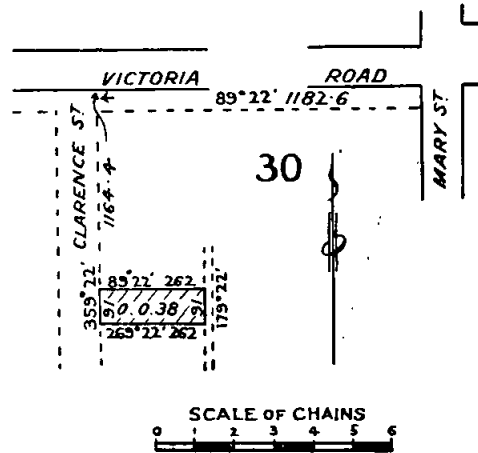 VICTORIA ROAD
89°22' 1182·6
CLARENCE ST
1164·4
MARY ST
30
359°22'
89°22' 262
91 0.0.38 91
179°22'
269°22' 262
SCALE OF CHAINS
0 1 2 3 4 5 6